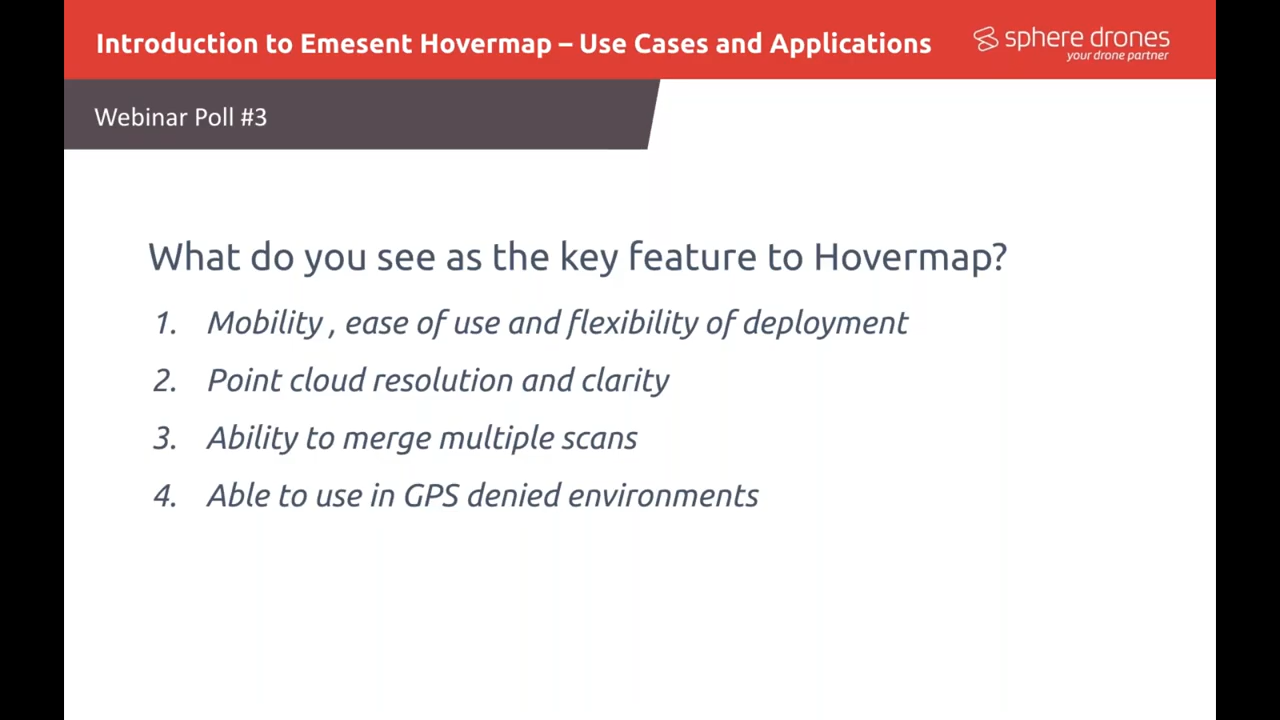 Introduction to Emesent Hovermap – Use Cases and Applications
sphere drones
your drone partner
Webinar Poll #3
What do you see as the key feature to Hovermap?
1. Mobility , ease of use and flexibility of deployment
2. Point cloud resolution and clarity
3. Ability to merge multiple scans
4. Able to use in GPS denied environments